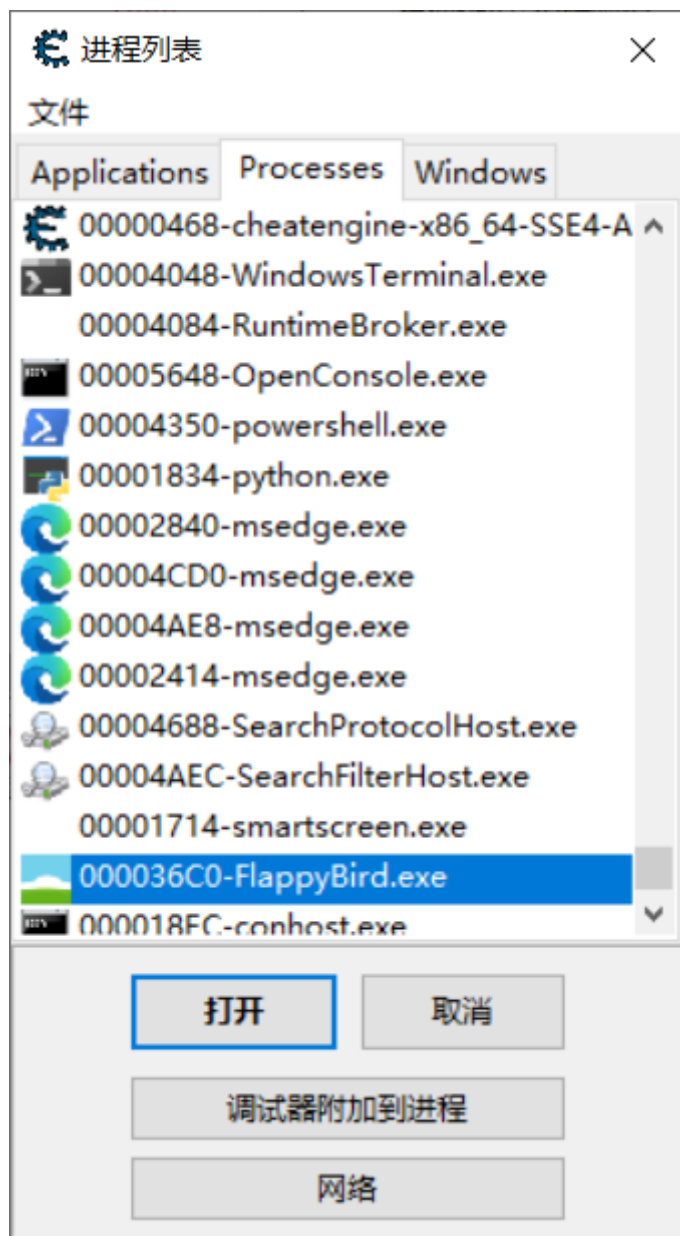 进程列表
文件
Applications Processes Windows
00000468-cheatengine-x86_64-SSE4-A
00004048-WindowsTerminal.exe
00004084-RuntimeBroker.exe
00005648-OpenConsole.exe
00004350-powershell.exe
00001834-python.exe
00002840-msedge.exe
00004CD0-msedge.exe
00004AE8-msedge.exe
00002414-msedge.exe
00004688-SearchProtocolHost.exe
00004AEC-SearchFilterHost.exe
00001714-smartscreen.exe
000036C0-FlappyBird.exe
000018EC-conhost.exe
打开 取消
调试器附加到进程
网络